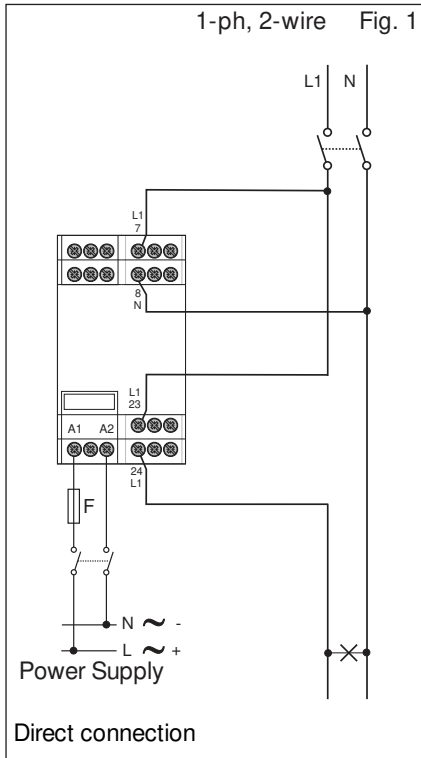 1-ph, 2-wire Fig. 1
L1 N
L1
7
8
N
L1
23
A1 A2
24
L1
F
N ~ -
L ~ +
Power Supply
Direct connection